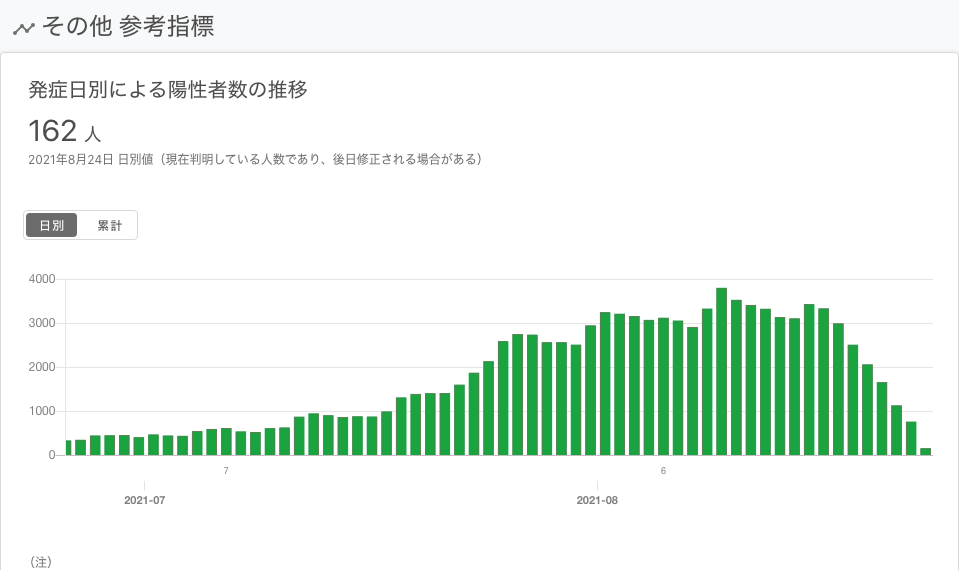 その他 参考指標
発症日別による陽性者数の推移
162 人
2021年8月24日 日別値（現在判明している人数であり、後日修正される場合がある）
日別 累計
4000
3000
2000
1000
0
7 6
2021-07 2021-08
（注）